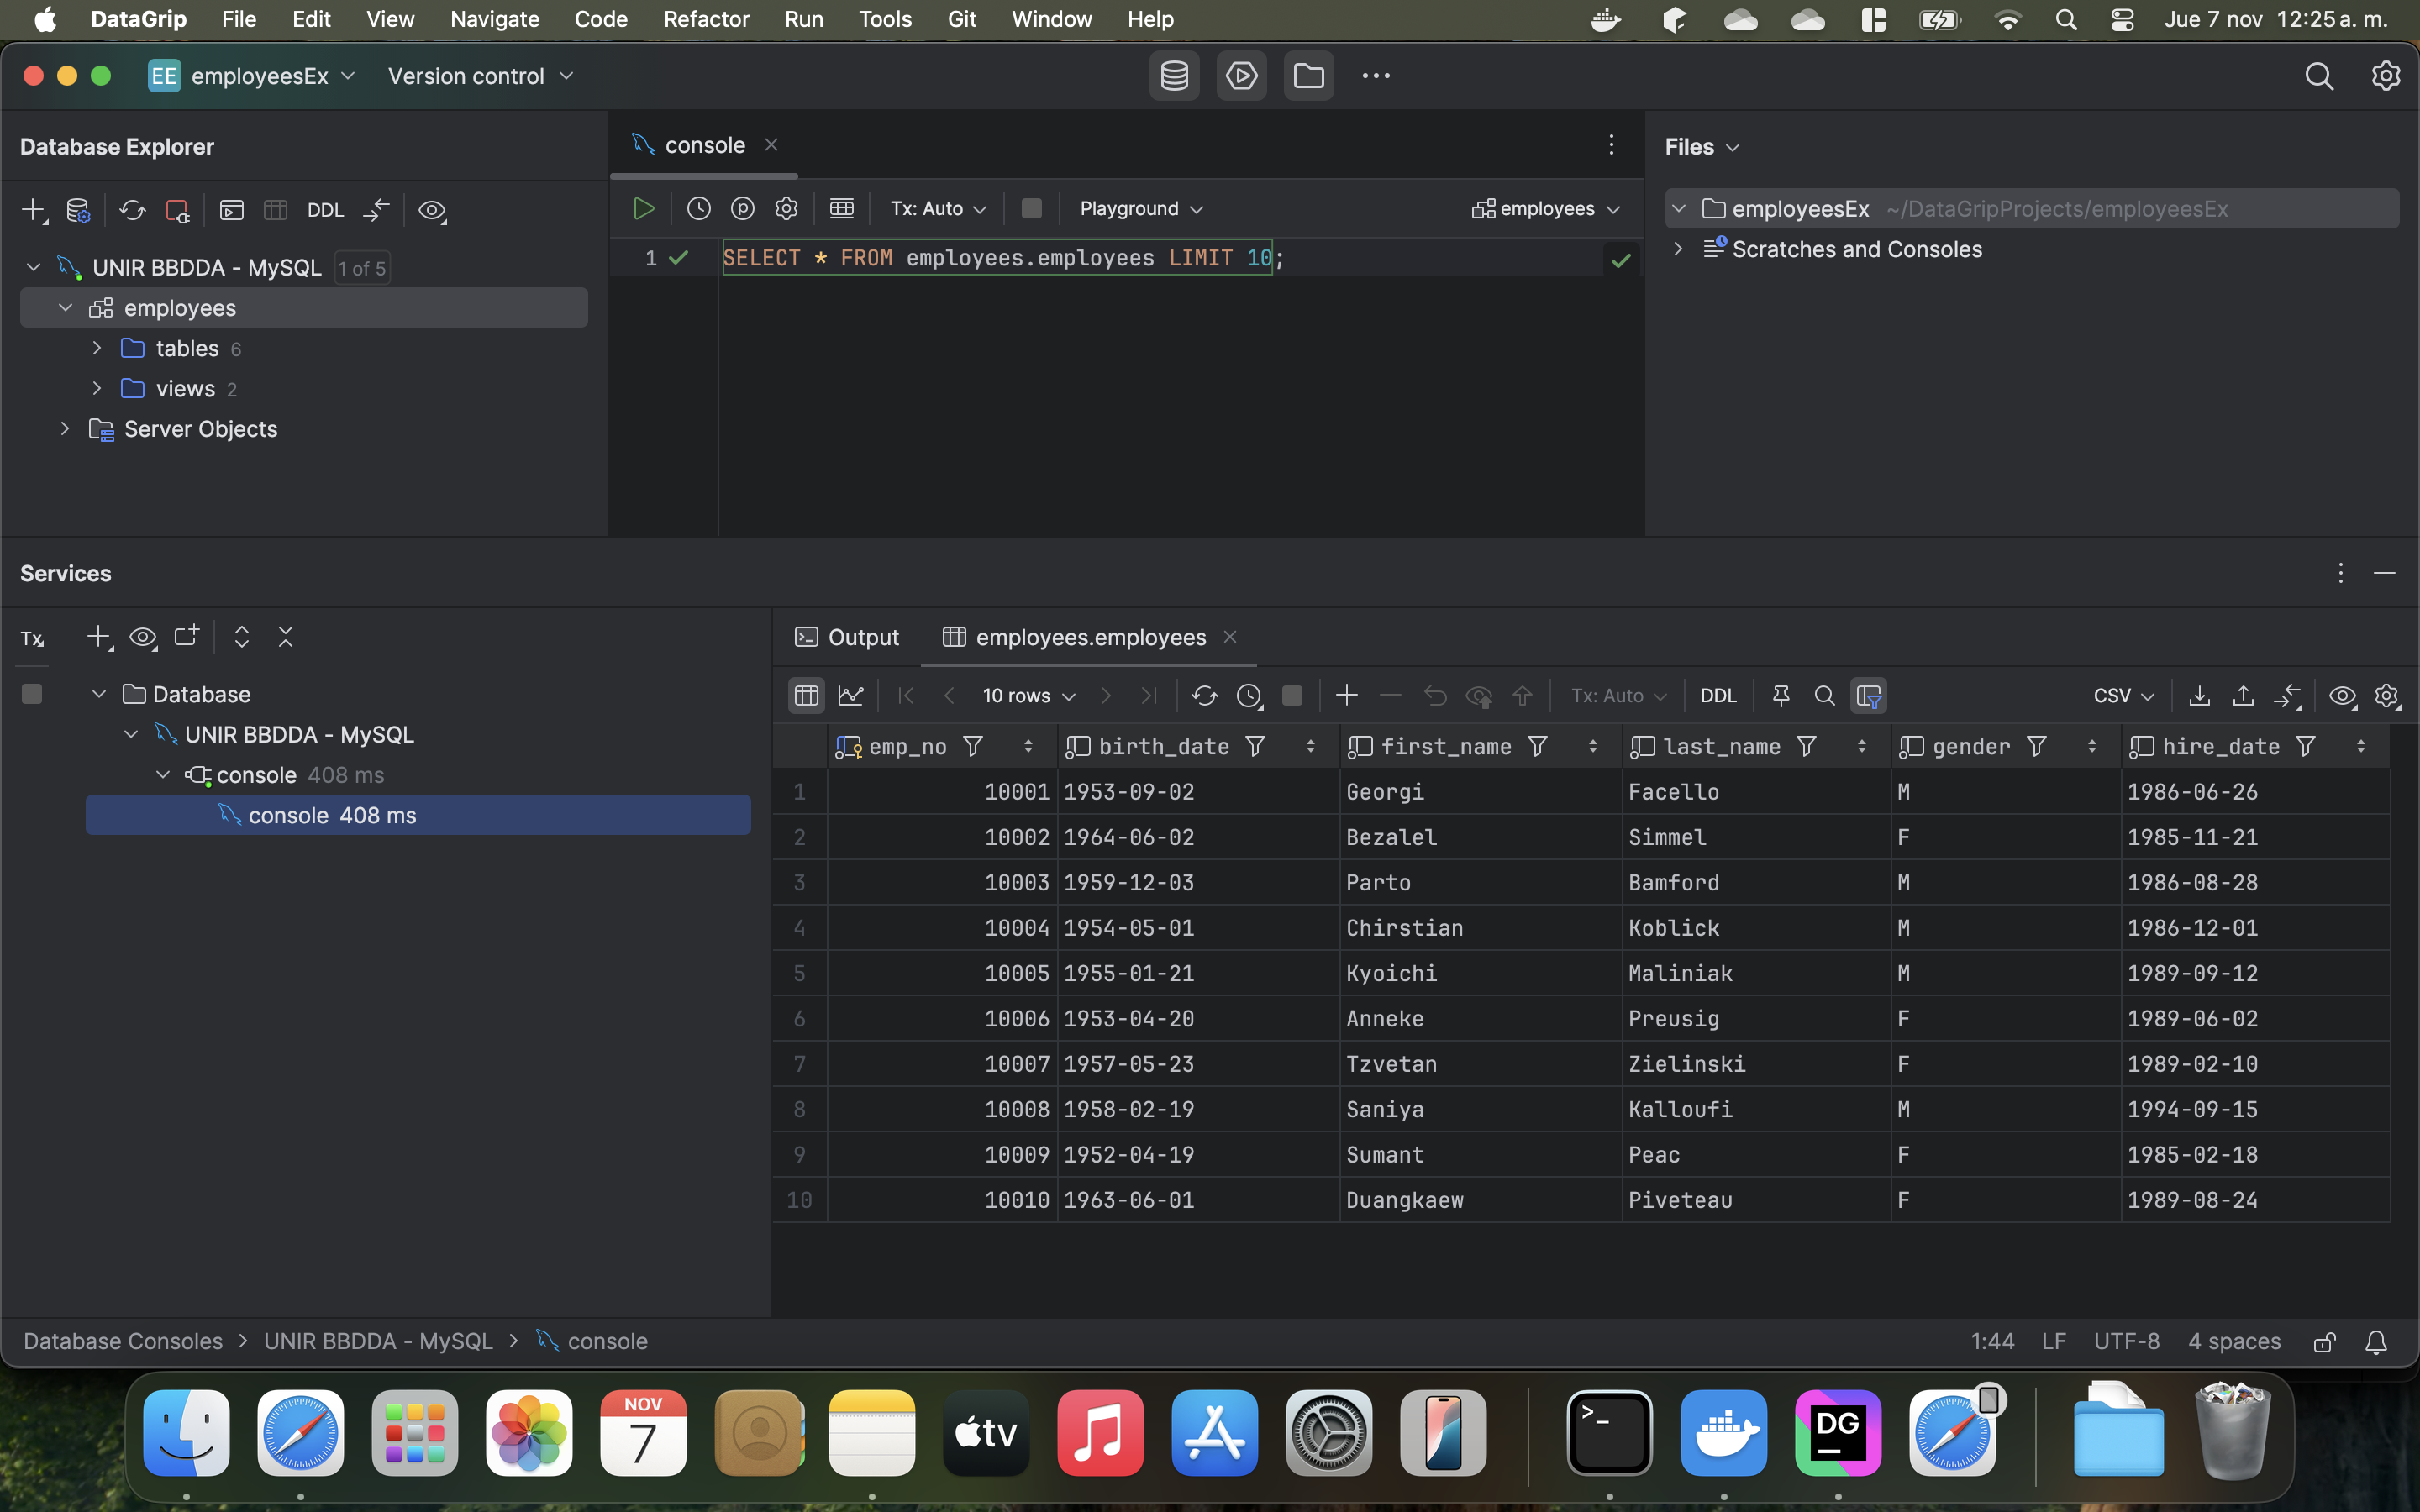 DataGrip File Edit View Navigate Code Refactor Run Tools Git Window Help Jue 7 nov 12:25 a. m.
EE employeesEx Version control
Database Explorer
console
Files
DDL
Tx: Auto Playground employees
UNIR BBDDA - MySQL 1 of 5
employees
tables 6
views 2
Server Objects
1 SELECT * FROM employees.employees LIMIT 10;
employeesEx ~/DataGripProjects/employeesEx
Scratches and Consoles
Services
Tx
Database
UNIR BBDDA - MySQL
console 408 ms
console 408 ms
Output employees.employees
10 rows Tx: Auto DDL CSV
emp_no birth_date first_name last_name gender hire_date
1 10001 1953-09-02 Georgi Facello M 1986-06-26
2 10002 1964-06-02 Bezalel Simmel F 1985-11-21
3 10003 1959-12-03 Parto Bamford M 1986-08-28
4 10004 1954-05-01 Chirstian Koblick M 1986-12-01
5 10005 1955-01-21 Kyoichi Maliniak M 1989-09-12
6 10006 1953-04-20 Anneke Preusig F 1989-06-02
7 10007 1957-05-23 Tzvetan Zielinski F 1989-02-10
8 10008 1958-02-19 Saniya Kalloufi M 1994-09-15
9 10009 1952-04-19 Sumant Peac F 1985-02-18
10 10010 1963-06-01 Duangkaew Piveteau F 1989-08-24
Database Consoles > UNIR BBDDA - MySQL > console 1:44 LF UTF-8 4 spaces
NOV
7
tv
>_
DG